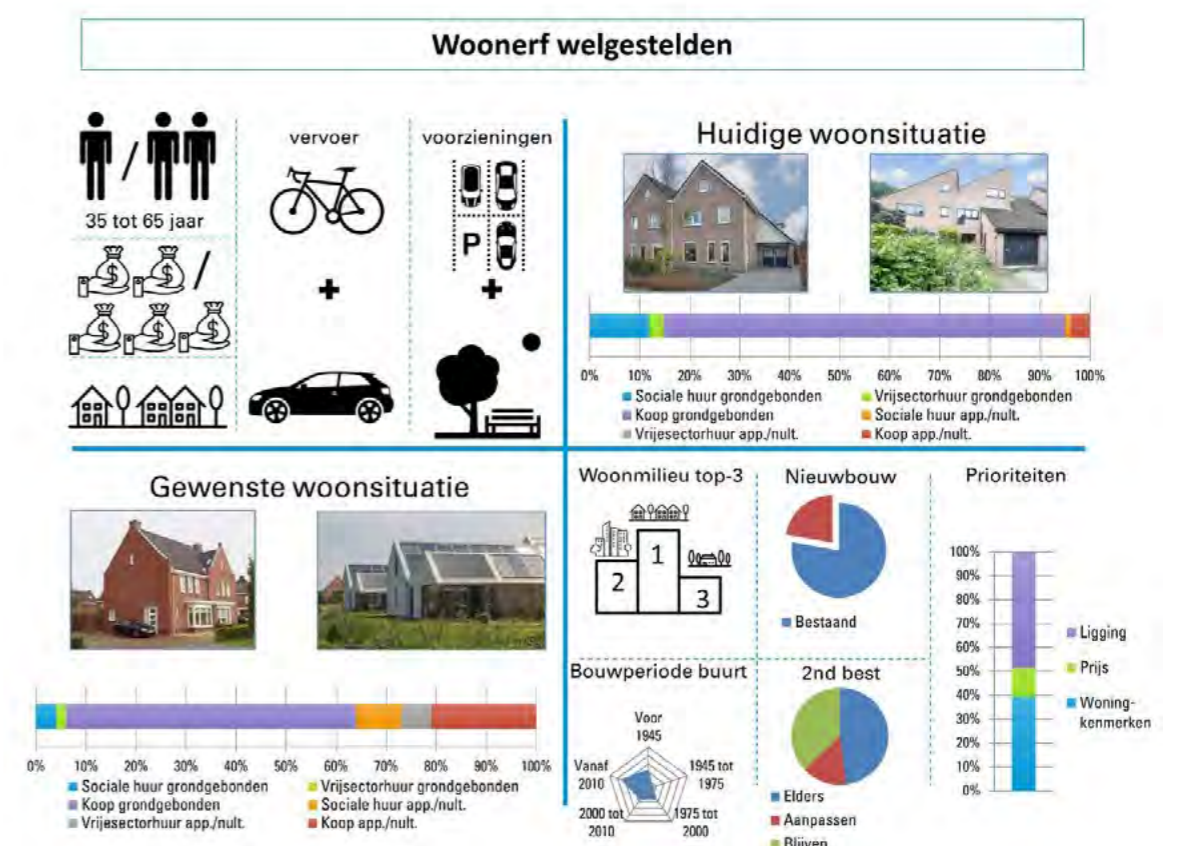 Woonerf welgestelden
35 tot 65 jaar
vervoer
voorzieningen
P
Huidige woonsituatie
0% 10% 20% 30% 40% 50% 60% 70% 80% 90% 100%
Sociale huur grondgebonden
Vrijsectorhuur grondgebonden
Koop grondgebonden
Sociale huur app./nult.
Vrijesectorhuur app./nult.
Koop app./nult.
Gewenste woonsituatie
0% 10% 20% 30% 40% 50% 60% 70% 80% 90% 100%
Sociale huur grondgebonden
Vrijsectorhuur grondgebonden
Koop grondgebonden
Sociale huur app./nult.
Vrijesectorhuur app./nult.
Koop app./nult.
Woonmilieu top-3
1
2
3
Nieuwbouw
Bestaand
Bouwperiode buurt
Voor
1945
1945 tot
1975
1975 tot
2000
2000 tot
2010
Vanaf
2010
2nd best
Elders
Aanpassen
Blijven
Prioriteiten
100%
90%
80%
70%
60%
50%
40%
30%
20%
10%
0%
Ligging
Prijs
Woning-
kenmerken